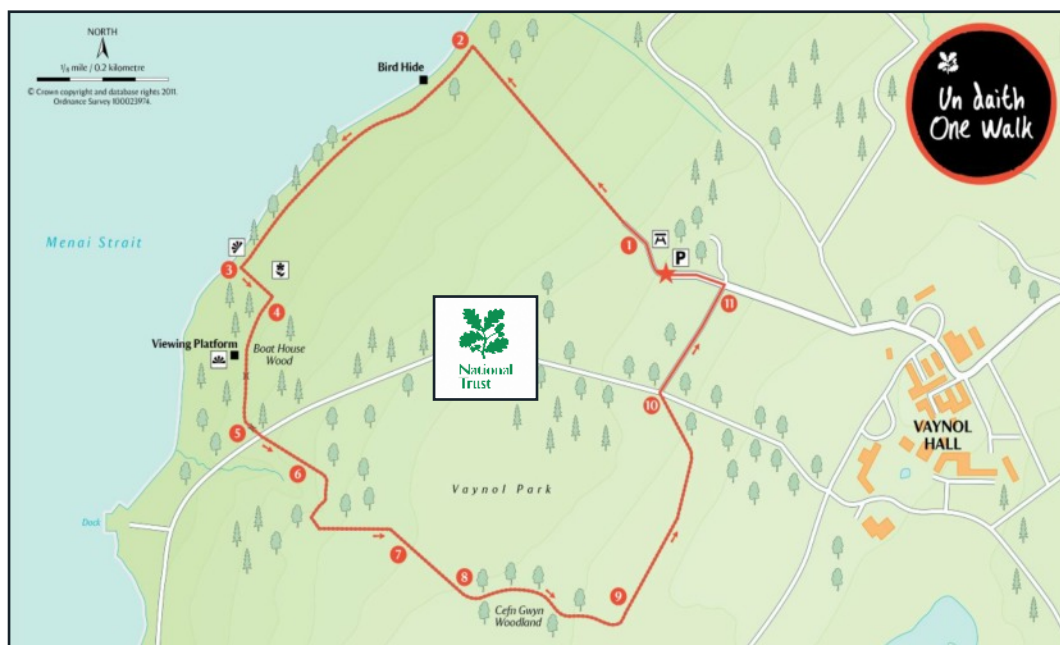 NORTH
¼ mile / 0.2 kilometre
© Crown copyright and database rights 2011.
Ordnance Survey 100023974.
Bird Hide
2
Un daith
One Walk
Menai Strait
1
P
3
4
11
Viewing Platform
Boat House
Wood
National
Trust
10
VAYNOL
HALL
5
6
Vaynol Park
Dock
7
8
9
Cefn Gwyn
Woodland